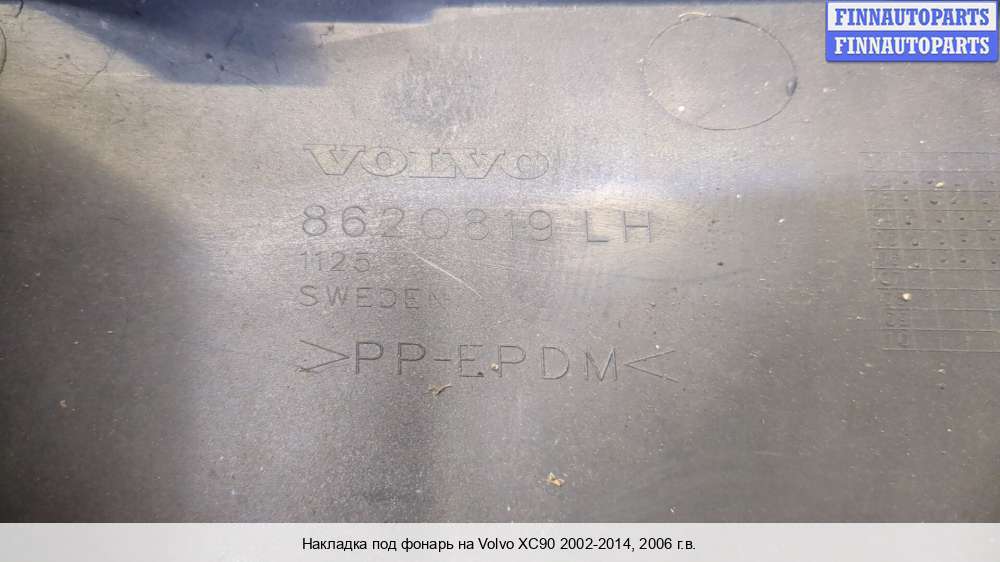 FINNAUTOPARTS
FINNAUTOPARTS
VOLVO
8620819 LH
1125
SWEDEN
>PP-EPDM<
Накладка под фонарь на Volvo XC90 2002-2014, 2006 г.в.